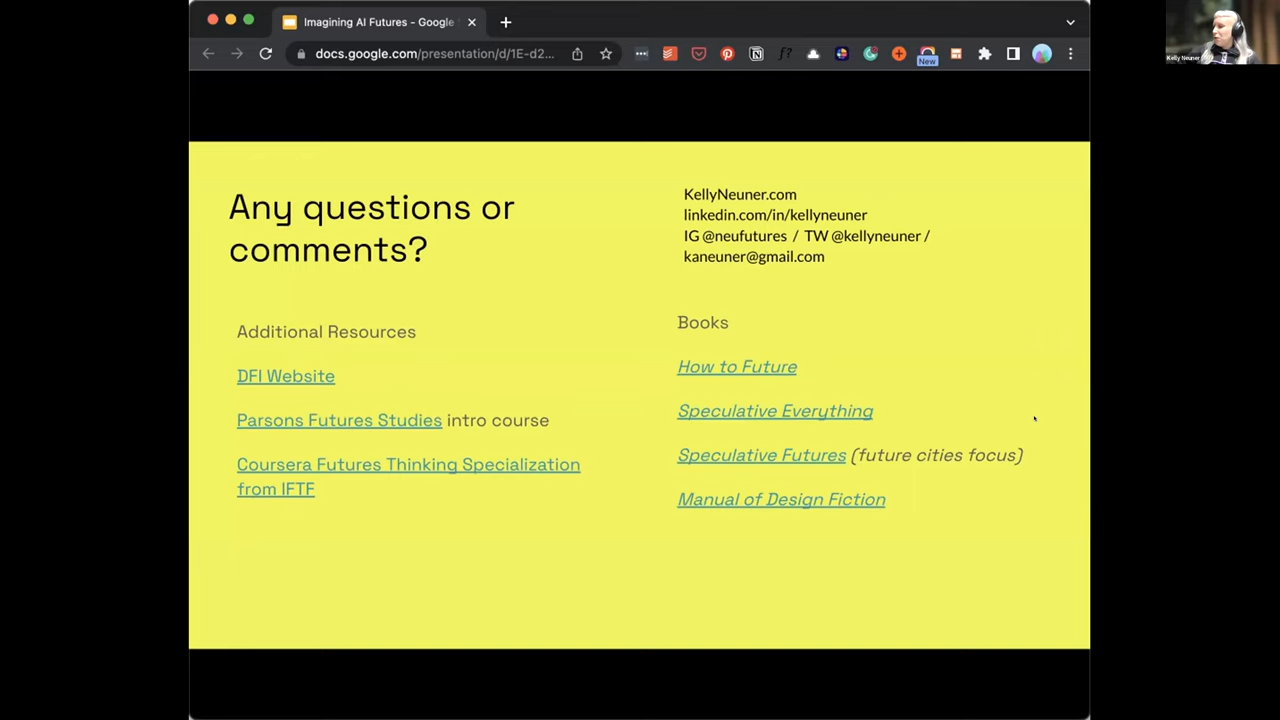 Imagining AI Futures - Google
docs.google.com/presentation/d/1E-d2...
New
Kelly Neuner
Any questions or
comments?
KellyNeuner.com
linkedin.com/in/kellyneuner
IG @neufutures / TW @kellyneuner /
kaneuner@gmail.com
Additional Resources
DFI Website
Parsons Futures Studies intro course
Coursera Futures Thinking Specialization
from IFTF
Books
How to Future
Speculative Everything
Speculative Futures (future cities focus)
Manual of Design Fiction